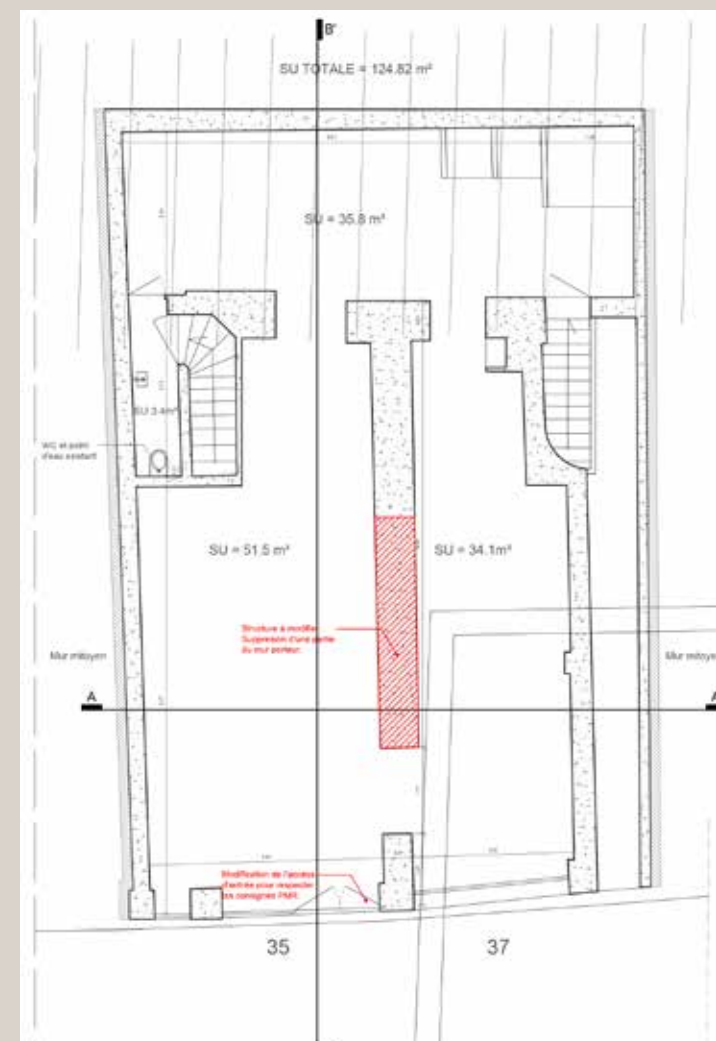 B'
SU TOTALE = 124.82 m²
SU = 35.8 m²
SU 3.4m²
WC et point
d'eau existant
SU = 51.5 m²
SU = 34.1m²
Structure à modifier
Suppression d'une partie
du mur porteur.
Mur mitoyen
Mur mitoye
A
A
Modification de l'accès
d'entrée pour respecter
les consignes PMR.
35
37